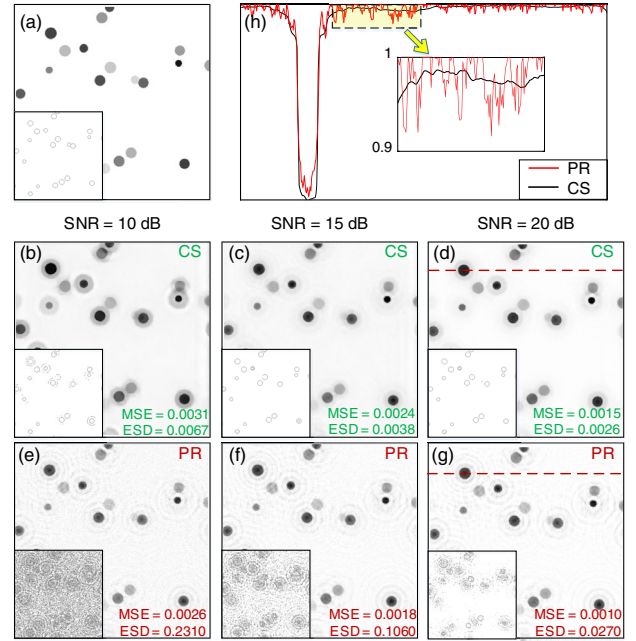 (a)
(h)
1
0.9
PR
CS
SNR = 10 dB
SNR = 15 dB
SNR = 20 dB
(b)
CS
MSE = 0.0031
ESD = 0.0067
(c)
CS
MSE = 0.0024
ESD = 0.0038
(d)
CS
MSE = 0.0015
ESD = 0.0026
(e)
PR
MSE = 0.0026
ESD = 0.2310
(f)
PR
MSE = 0.0018
ESD = 0.1060
(g)
PR
MSE = 0.0010
ESD = 0.0270